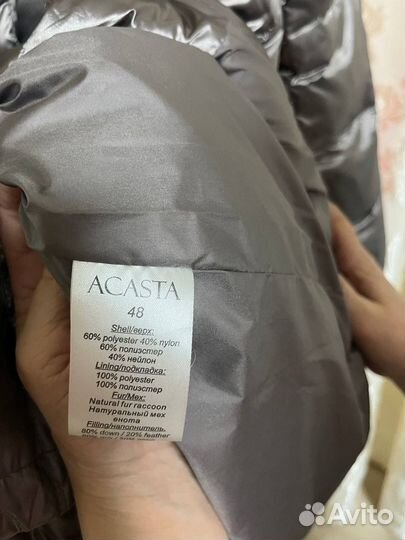 ACASTA
48
Shell/верх:
60% polyester 40% nylon
60% полиэстер
40% нейлон
Lining/подкладка:
100% polyester
100% полиэстер
Fur/Мех:
Natural fur raccoon
Натуральный мех
енота
Filling/наполнитель:
80% down / 20% feather
Avito